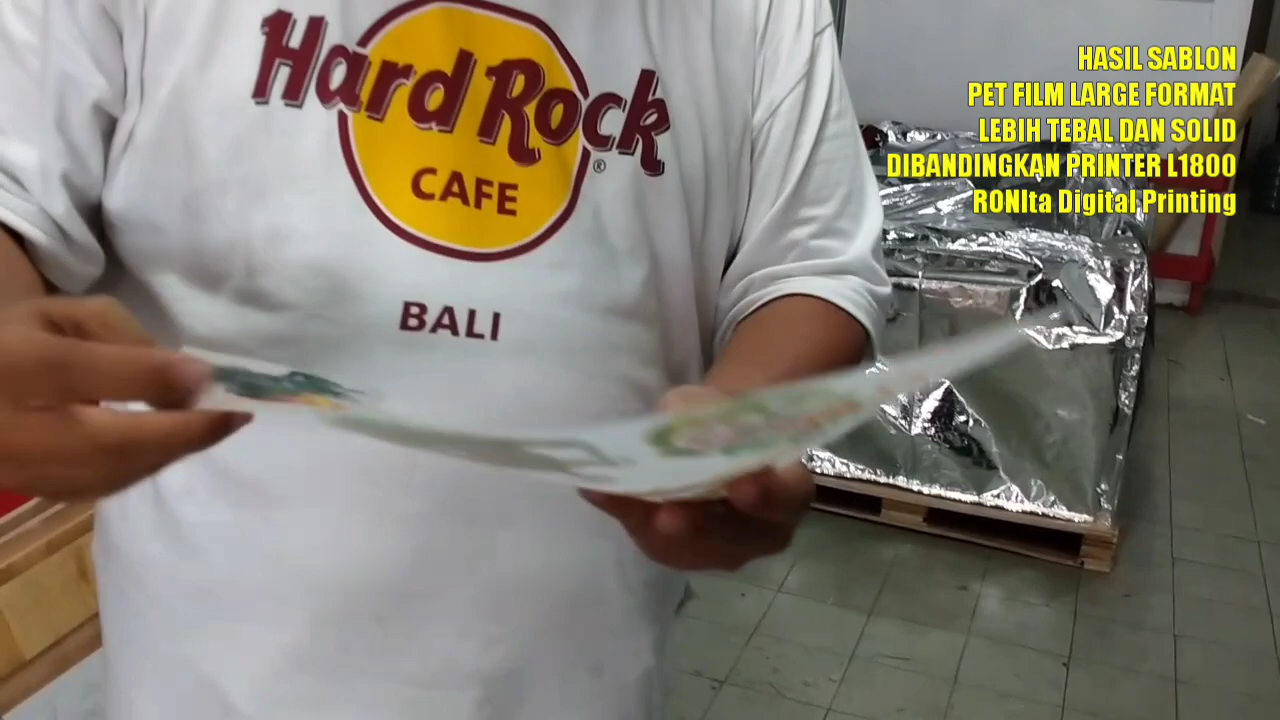 Hard Rock
®
CAFE
BALI
HASIL SABLON
PET FILM LARGE FORMAT
LEBIH TEBAL DAN SOLID
DIBANDINGKAN PRINTER L1800
RONIta Digital Printing